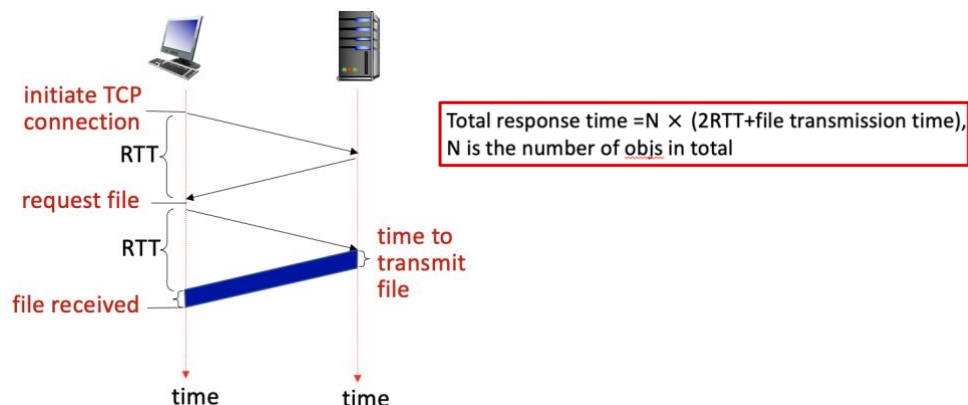 initiate TCP
connection
RTT
request file
RTT
file received
time to
transmit
file
time
time
Total response time =N × (2RTT+file transmission time),
N is the number of objs in total